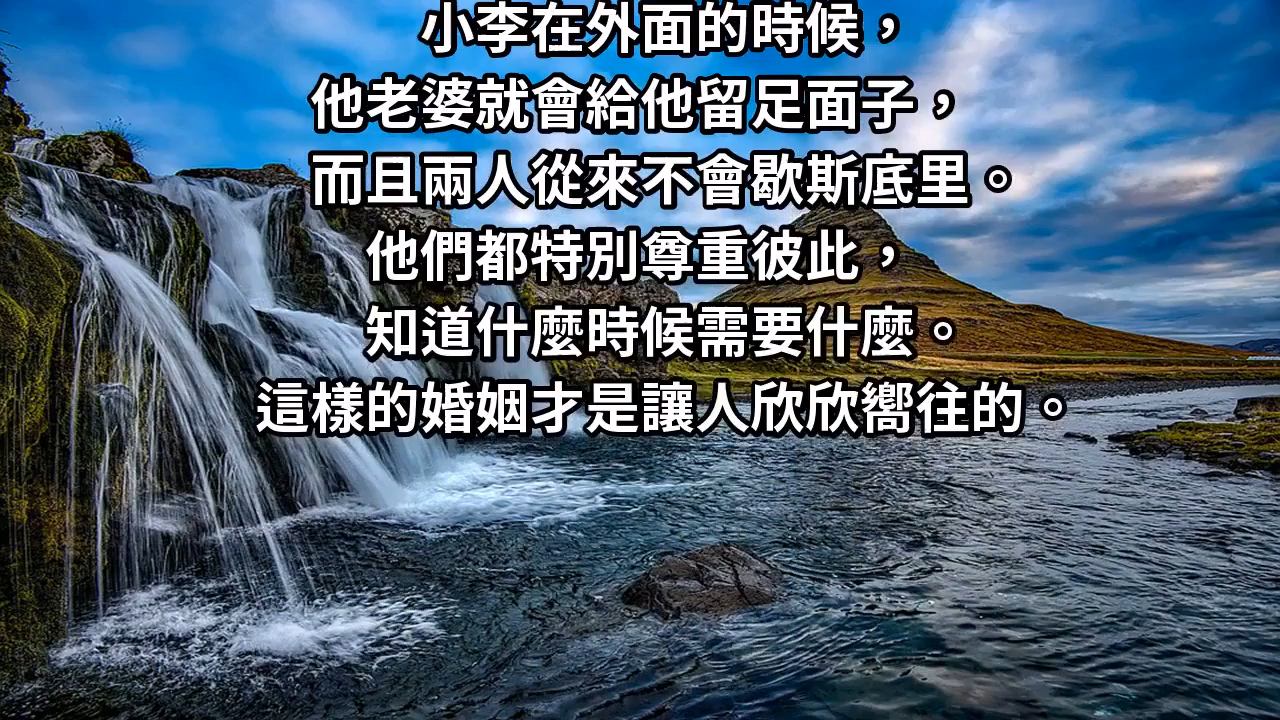 小李在外面的時候，
他老婆就會給他留足面子，
而且兩人從來不會歇斯底里。
他們都特別尊重彼此，
知道什麼時候需要什麼。
這樣的婚姻才是讓人欣欣嚮往的。